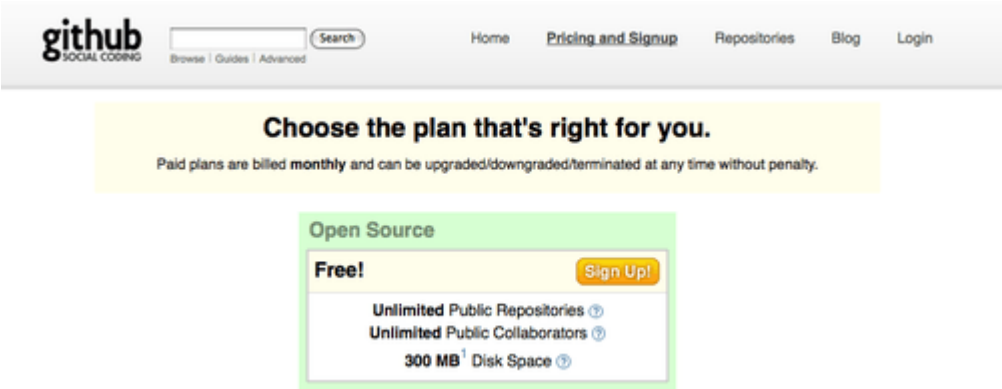 github
SOCIAL CODING
Search
Browse | Guides | Advanced
Home Pricing and Signup Repositories Blog Login
Choose the plan that's right for you.
Paid plans are billed monthly and can be upgraded/downgraded/terminated at any time without penalty.
Open Source
Free! Sign Up!
Unlimited Public Repositories ?
Unlimited Public Collaborators ?
300 MB¹ Disk Space ?